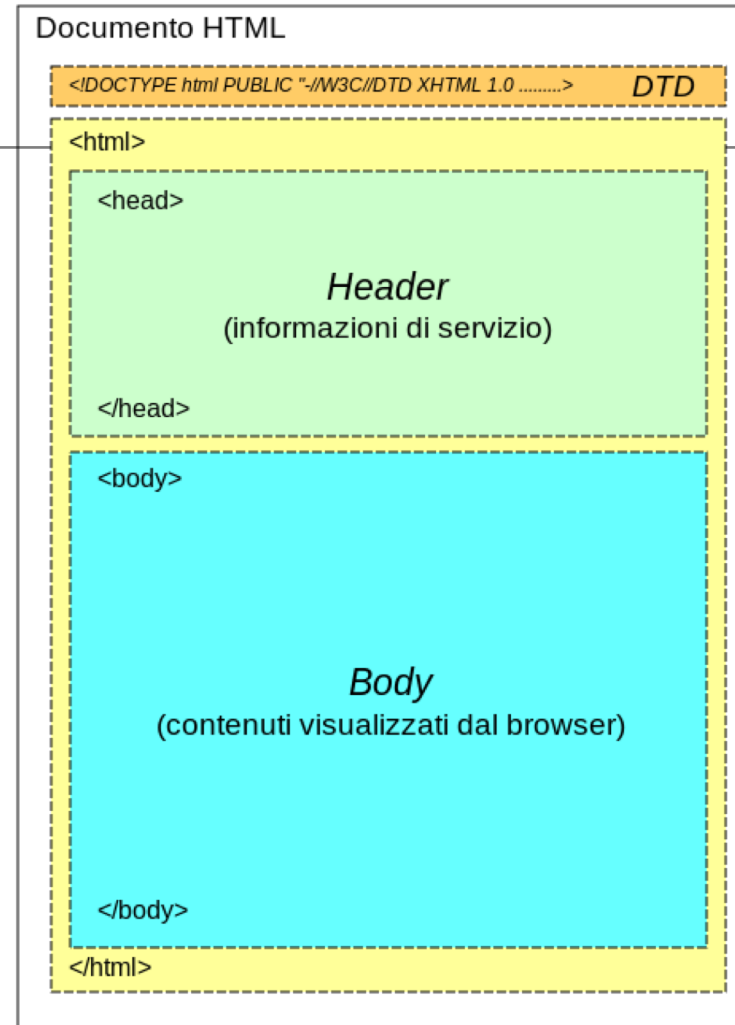 Documento HTML
<!DOCTYPE html PUBLIC "-//W3C//DTD XHTML 1.0 .........> DTD
<html>
<head>
Header
(informazioni di servizio)
</head>
<body>
Body
(contenuti visualizzati dal browser)
</body>
</html>